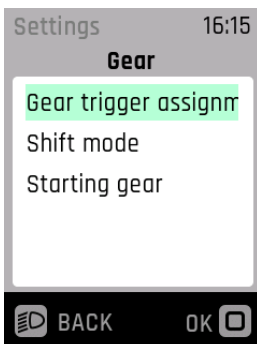 Settings 16:15
Gear
Gear trigger assignm
Shift mode
Starting gear
BACK OK